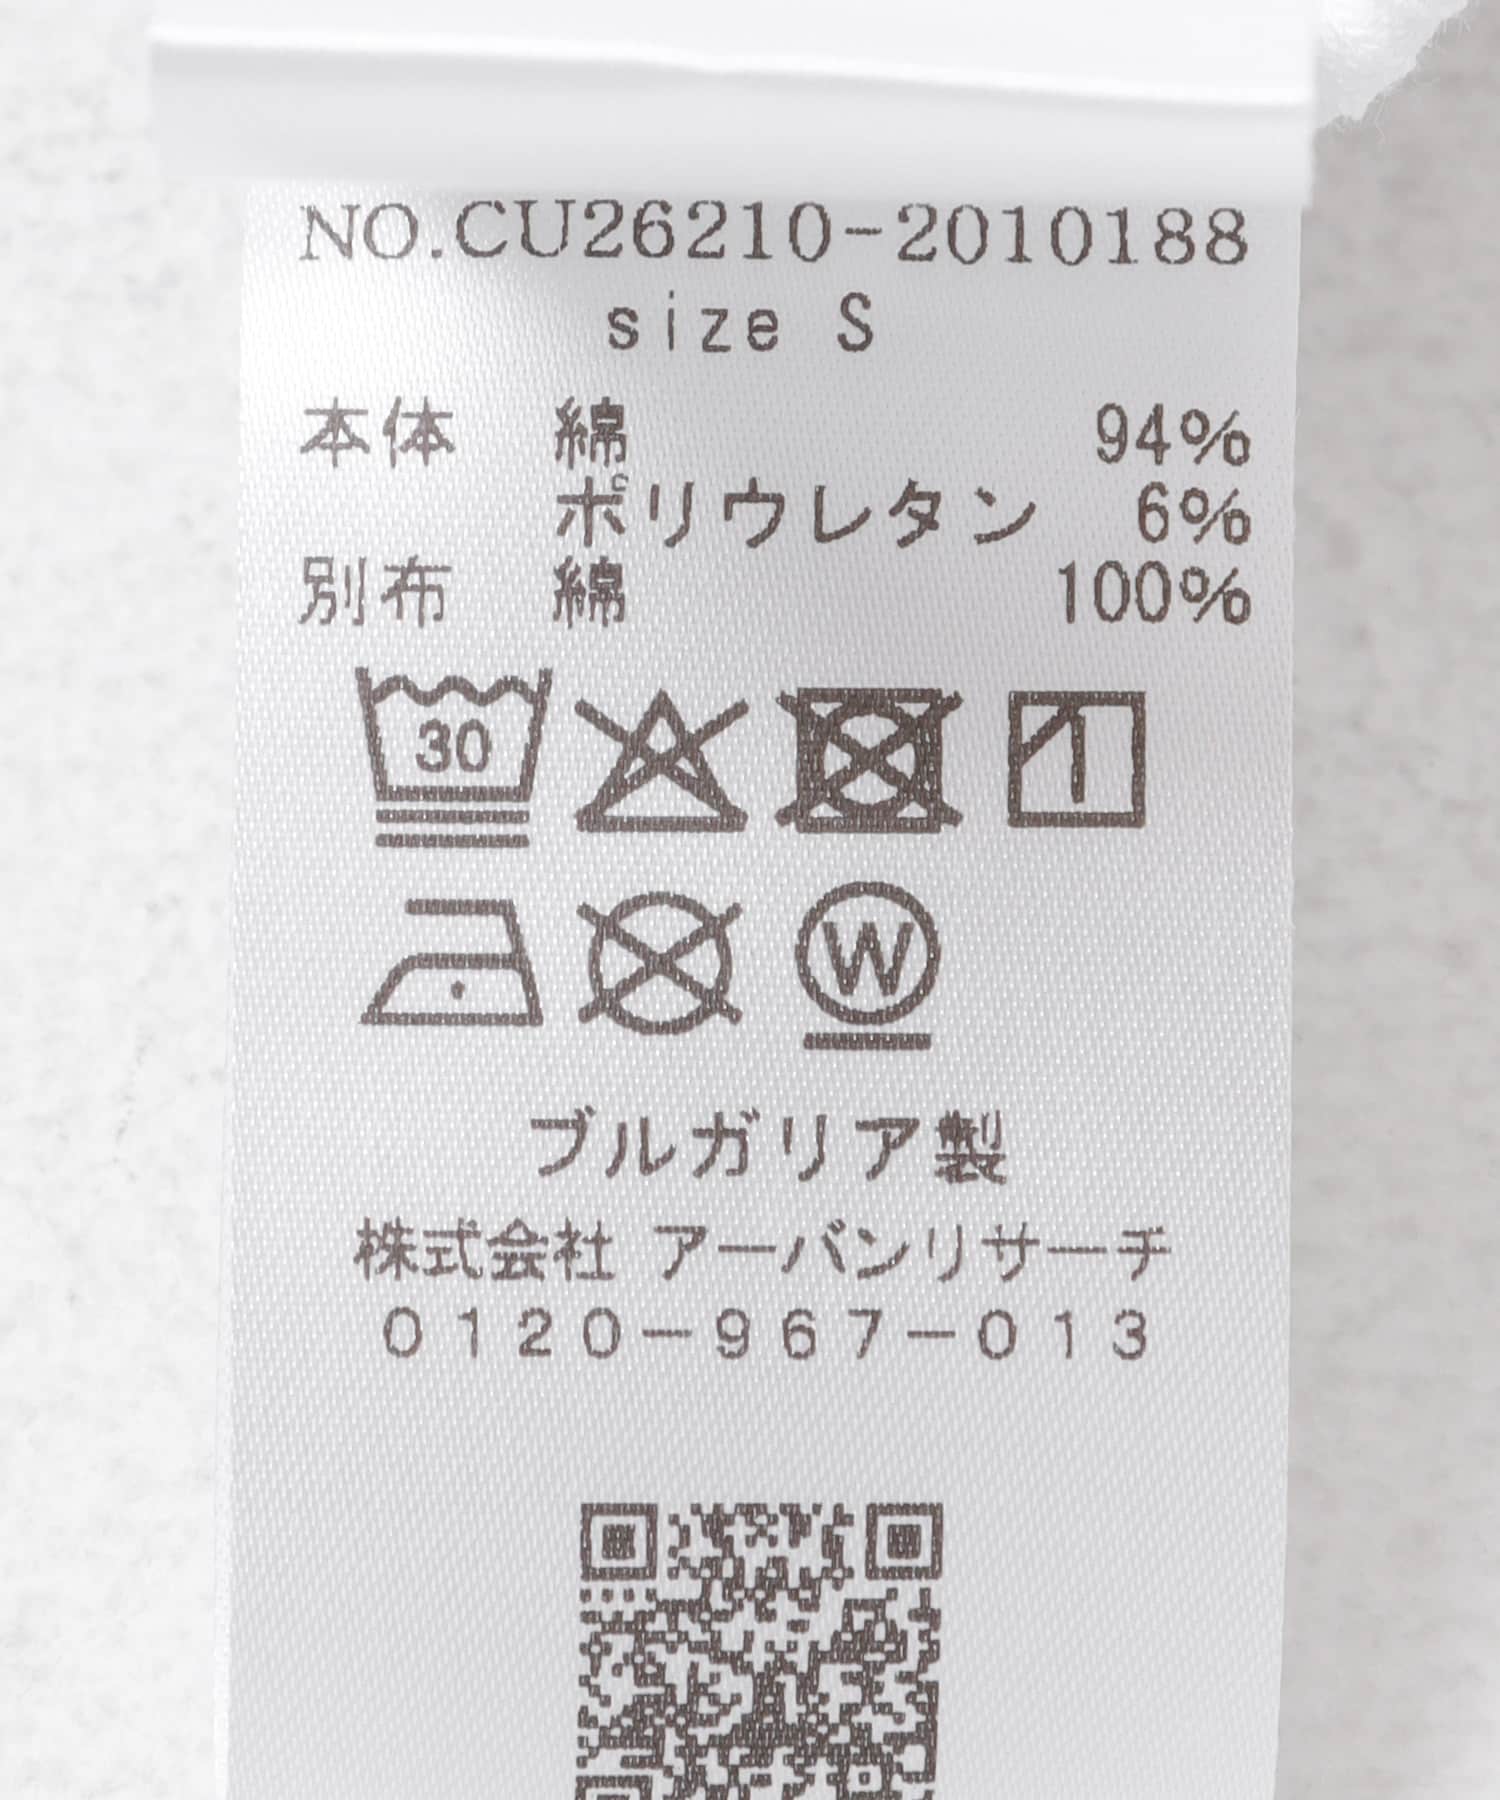 NO.CU26210-2010188
size S
本体 綿 94%
ポリウレタン 6%
別布 綿 100%
30
W
ブルガリア製
株式会社 アーバンリサーチ
0120-967-013